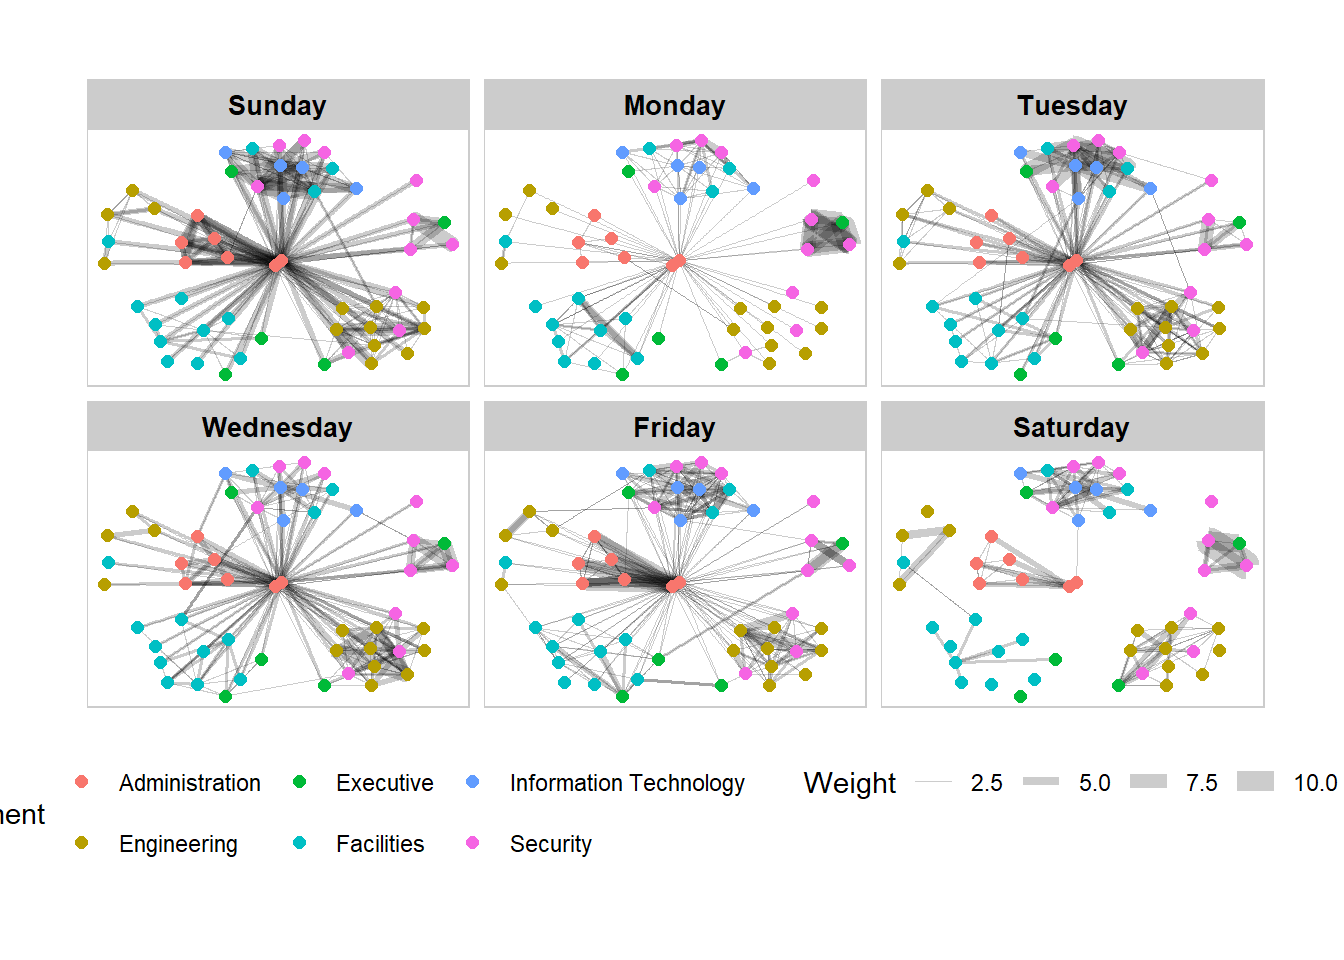 Sunday Monday Tuesday
Wednesday Friday Saturday
Administration Executive Information Technology Weight 2.5 5.0 7.5 10.0
ment
Engineering Facilities Security